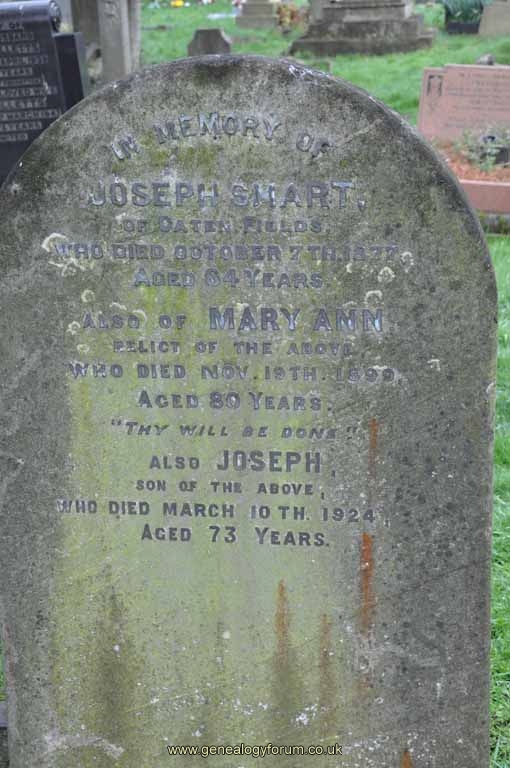 IN MEMORY OF
JOSEPH SMART,
OF OATEN FIELDS,
WHO DIED OCTOBER 7TH. 1877
AGED 64 YEARS.
ALSO OF MARY ANN
RELICT OF THE ABOVE
WHO DIED NOV. 19TH. 1899
AGED 80 YEARS.
"THY WILL BE DONE."
ALSO JOSEPH,
SON OF THE ABOVE,
WHO DIED MARCH 10TH. 1924,
AGED 73 YEARS.
www.genealogyforum.co.uk